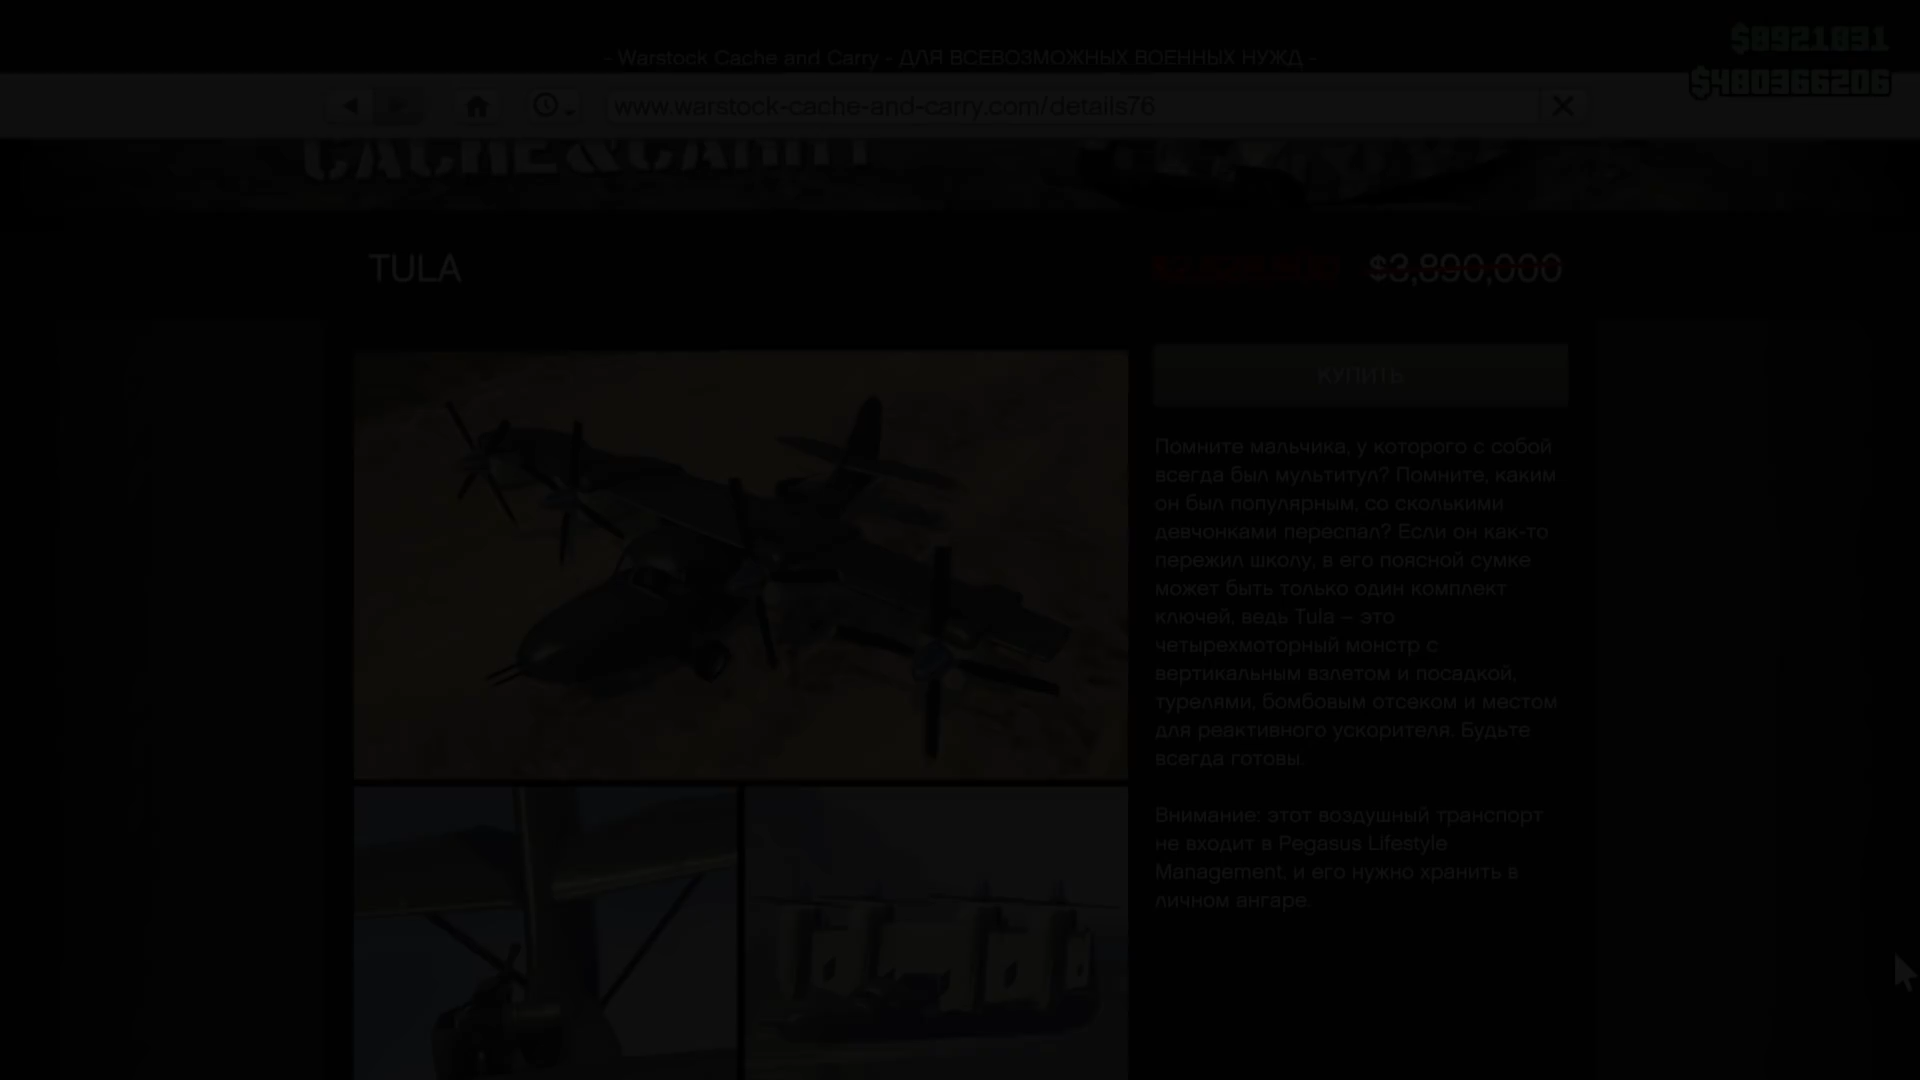 $8921831
- Warstock Cache and Carry - ДЛЯ ВСЕВОЗМОЖНЫХ ВОЕННЫХ НУЖД -
$480366206
www.warstock-cache-and-carry.com/details76
CACHE&CARRY
TULA
$3,890,000
КУПИТЬ
Помните мальчика, у которого с собой
всегда был мультитул? Помните, каким
он был популярным, со сколькими
девчонками переспал? Если он как-то
пережил школу, в его поясной сумке
может быть только один комплект
ключей, ведь Tula – это
четырехмоторный монстр с
вертикальным взлетом и посадкой,
турелями, бомбовым отсеком и местом
для реактивного ускорителя. Будьте
всегда готовы.
Внимание: этот воздушный транспорт
не входит в Pegasus Lifestyle
Management, и его нужно хранить в
личном ангаре.